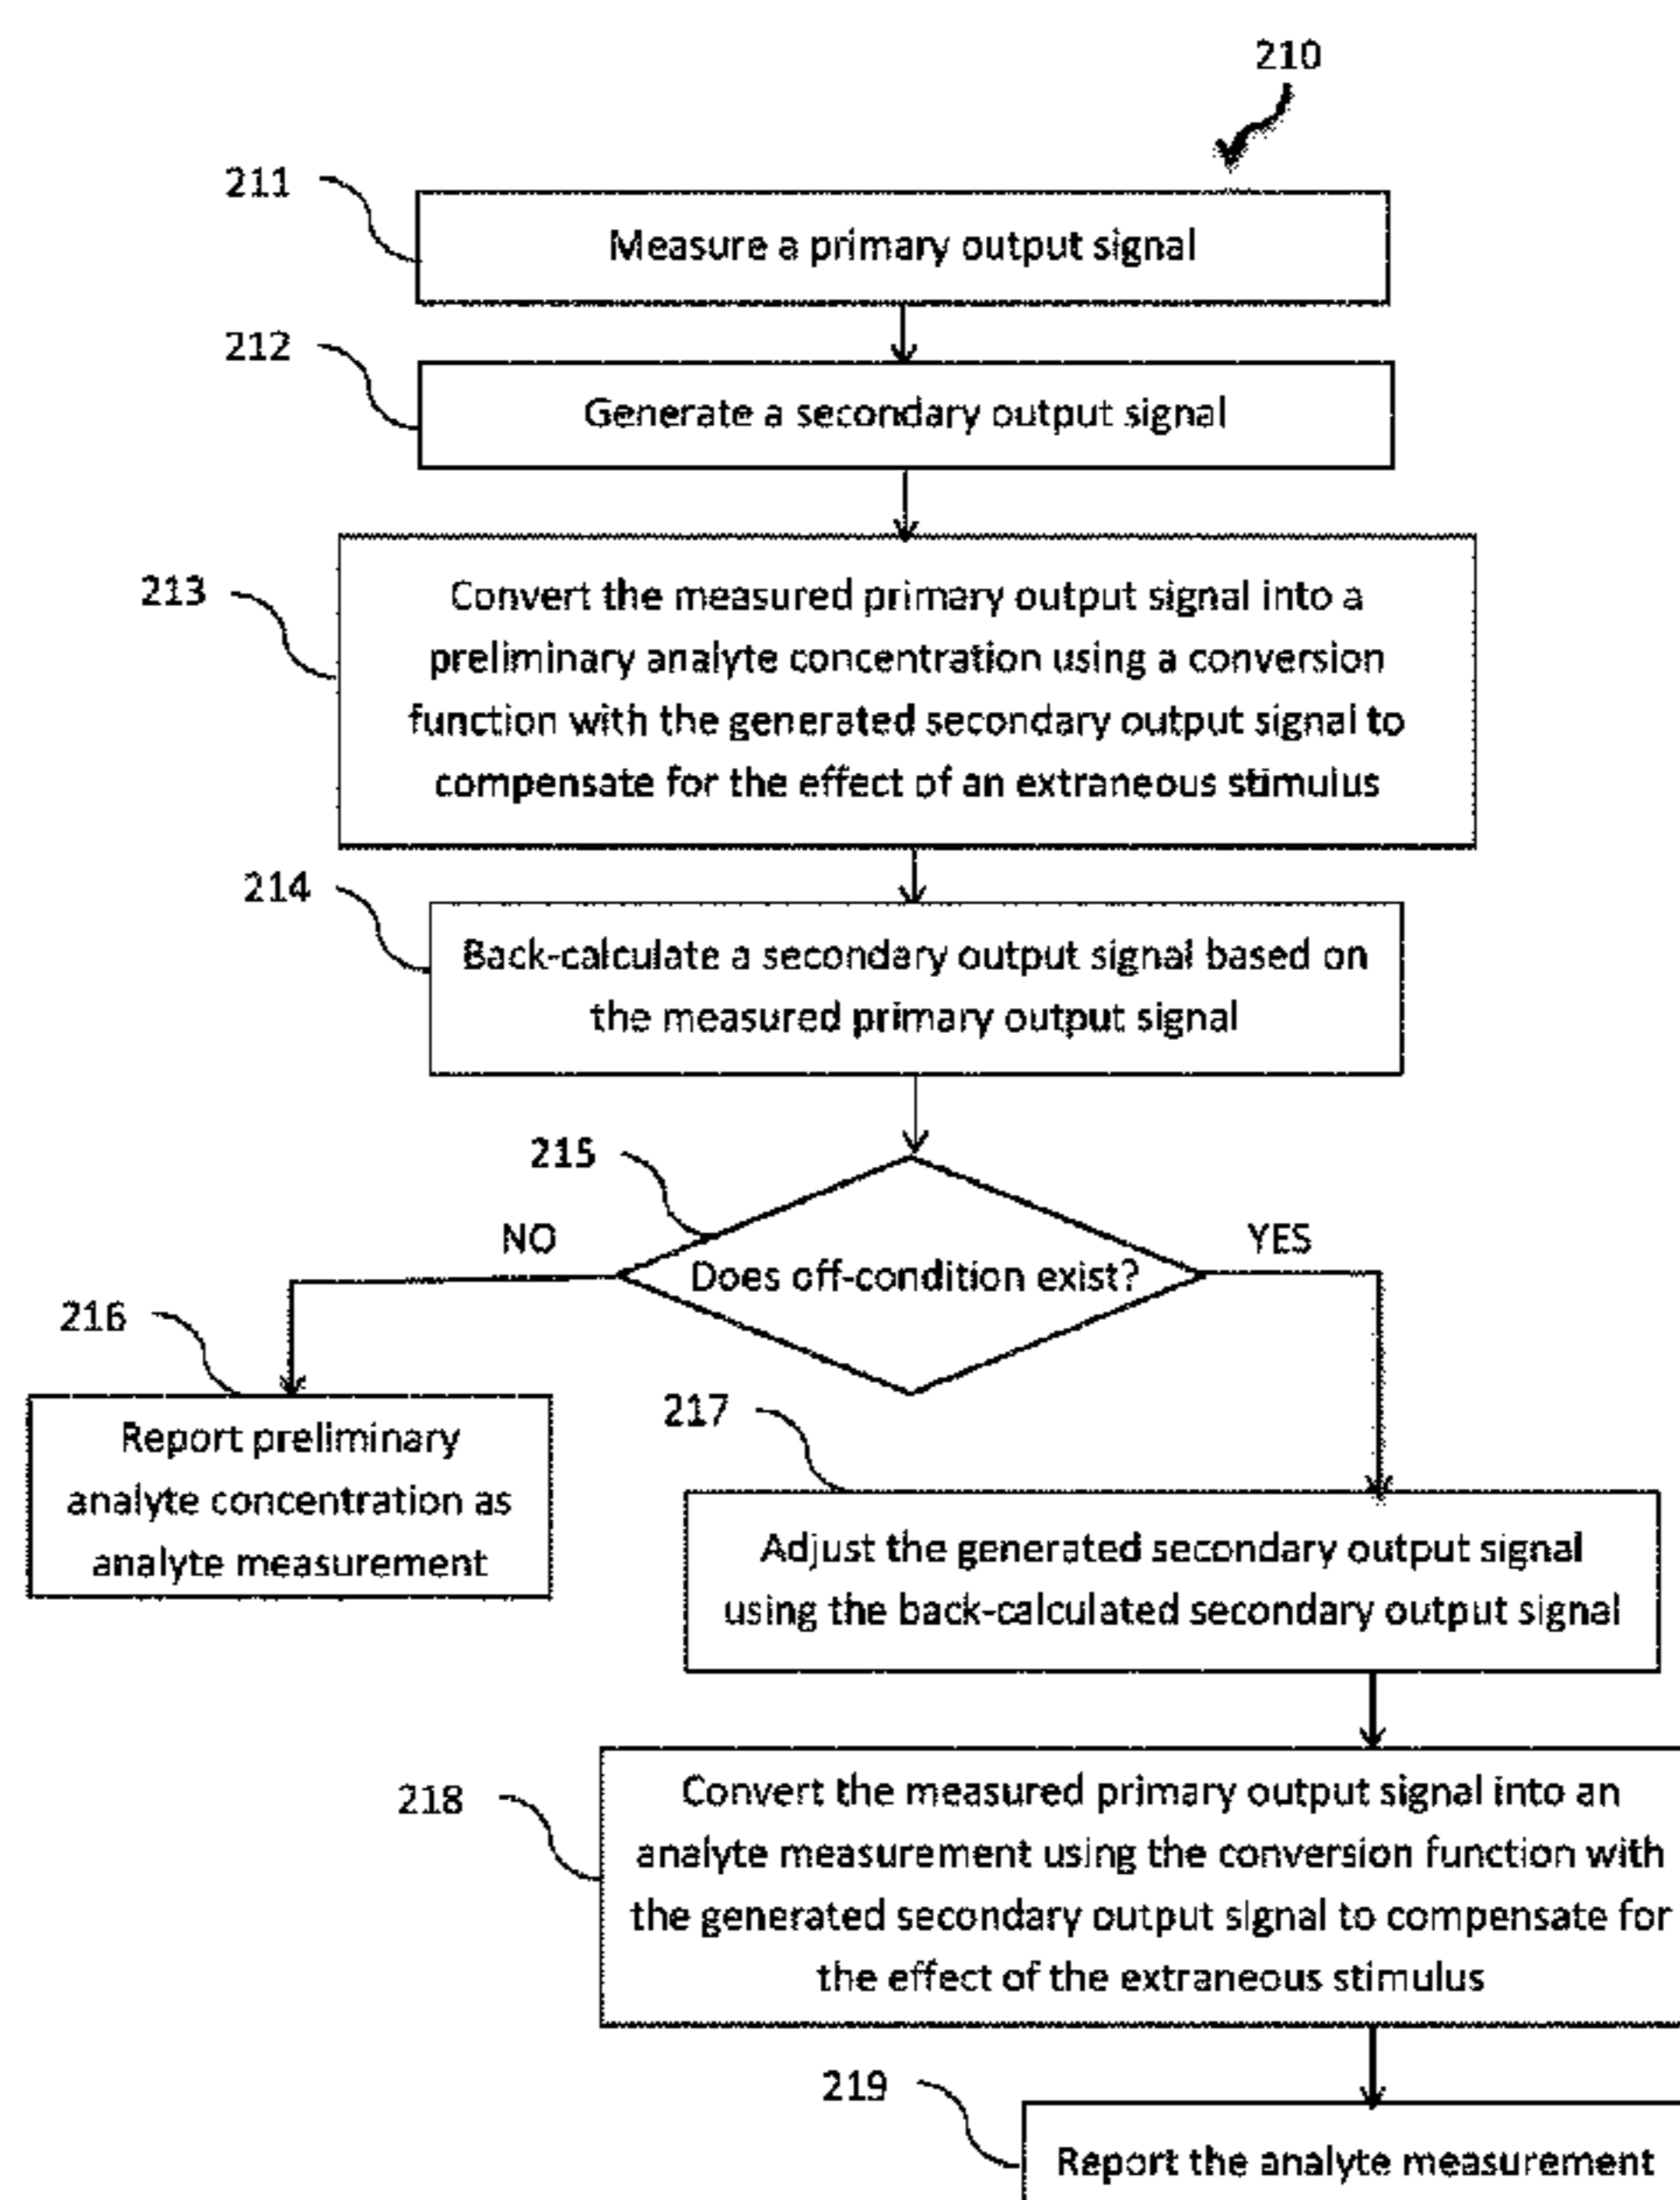 210
211
Measure a primary output signal
212
Generate a secondary output signal
213
Convert the measured primary output signal into a
preliminary analyte concentration using a conversion
function with the generated secondary output signal to
compensate for the effect of an extraneous stimulus
214
Back-calculate a secondary output signal based on
the measured primary output signal
215
NO
YES
Does off-condition exist?
216
Report preliminary
analyte concentration as
analyte measurement
217
Adjust the generated secondary output signal
using the back-calculated secondary output signal
218
Convert the measured primary output signal into an
analyte measurement using the conversion function with
the generated secondary output signal to compensate for
the effect of the extraneous stimulus
219
Report the analyte measurement